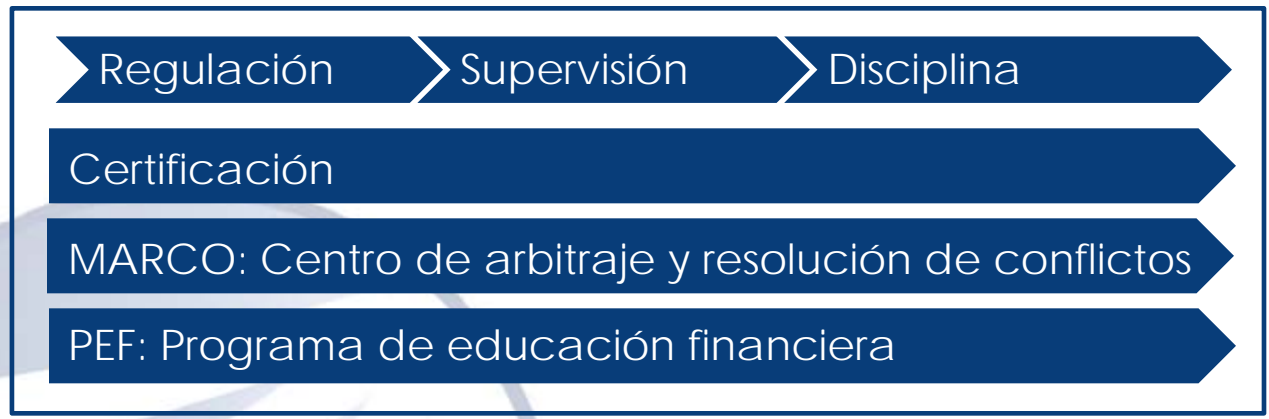 Regulación Supervisión Disciplina
Certificación
MARCO: Centro de arbitraje y resolución de conflictos
PEF: Programa de educación financiera